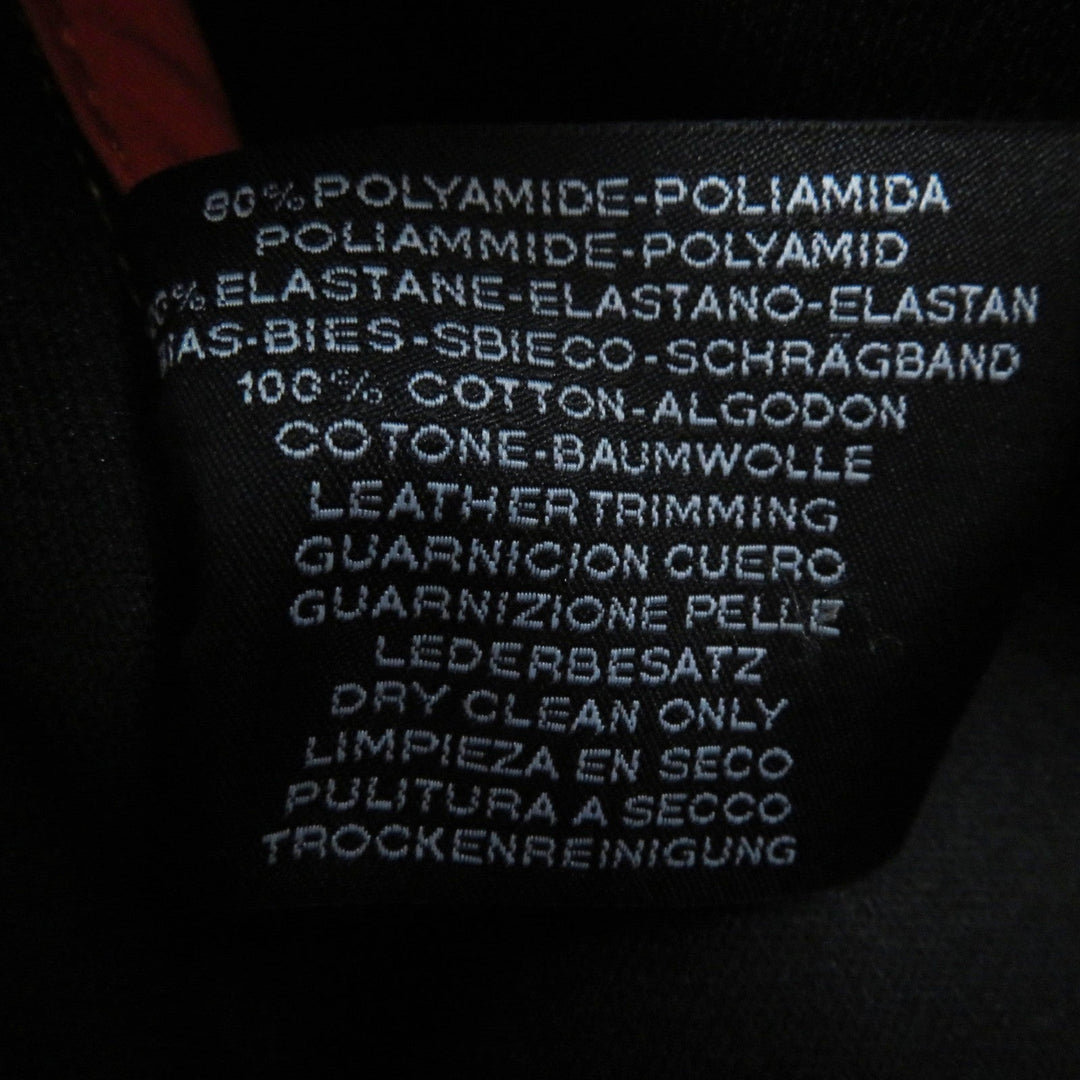 80% POLYAMIDE-POLIAMIDA
POLIAMMIDE-POLYAMID
% ELASTANE-ELASTANO-ELASTAN
BIAS-BIES-SBIECO-SCHRÄGBAND
100% COTTON-ALGODON
COTONE-BAUMWOLLE
LEATHER TRIMMING
GUARNICION CUERO
GUARNIZIONE PELLE
LEDERBESATZ
DRY CLEAN ONLY
LIMPIEZA EN SECO
PULITURA A SECCO
TROCKENREINIGUNG